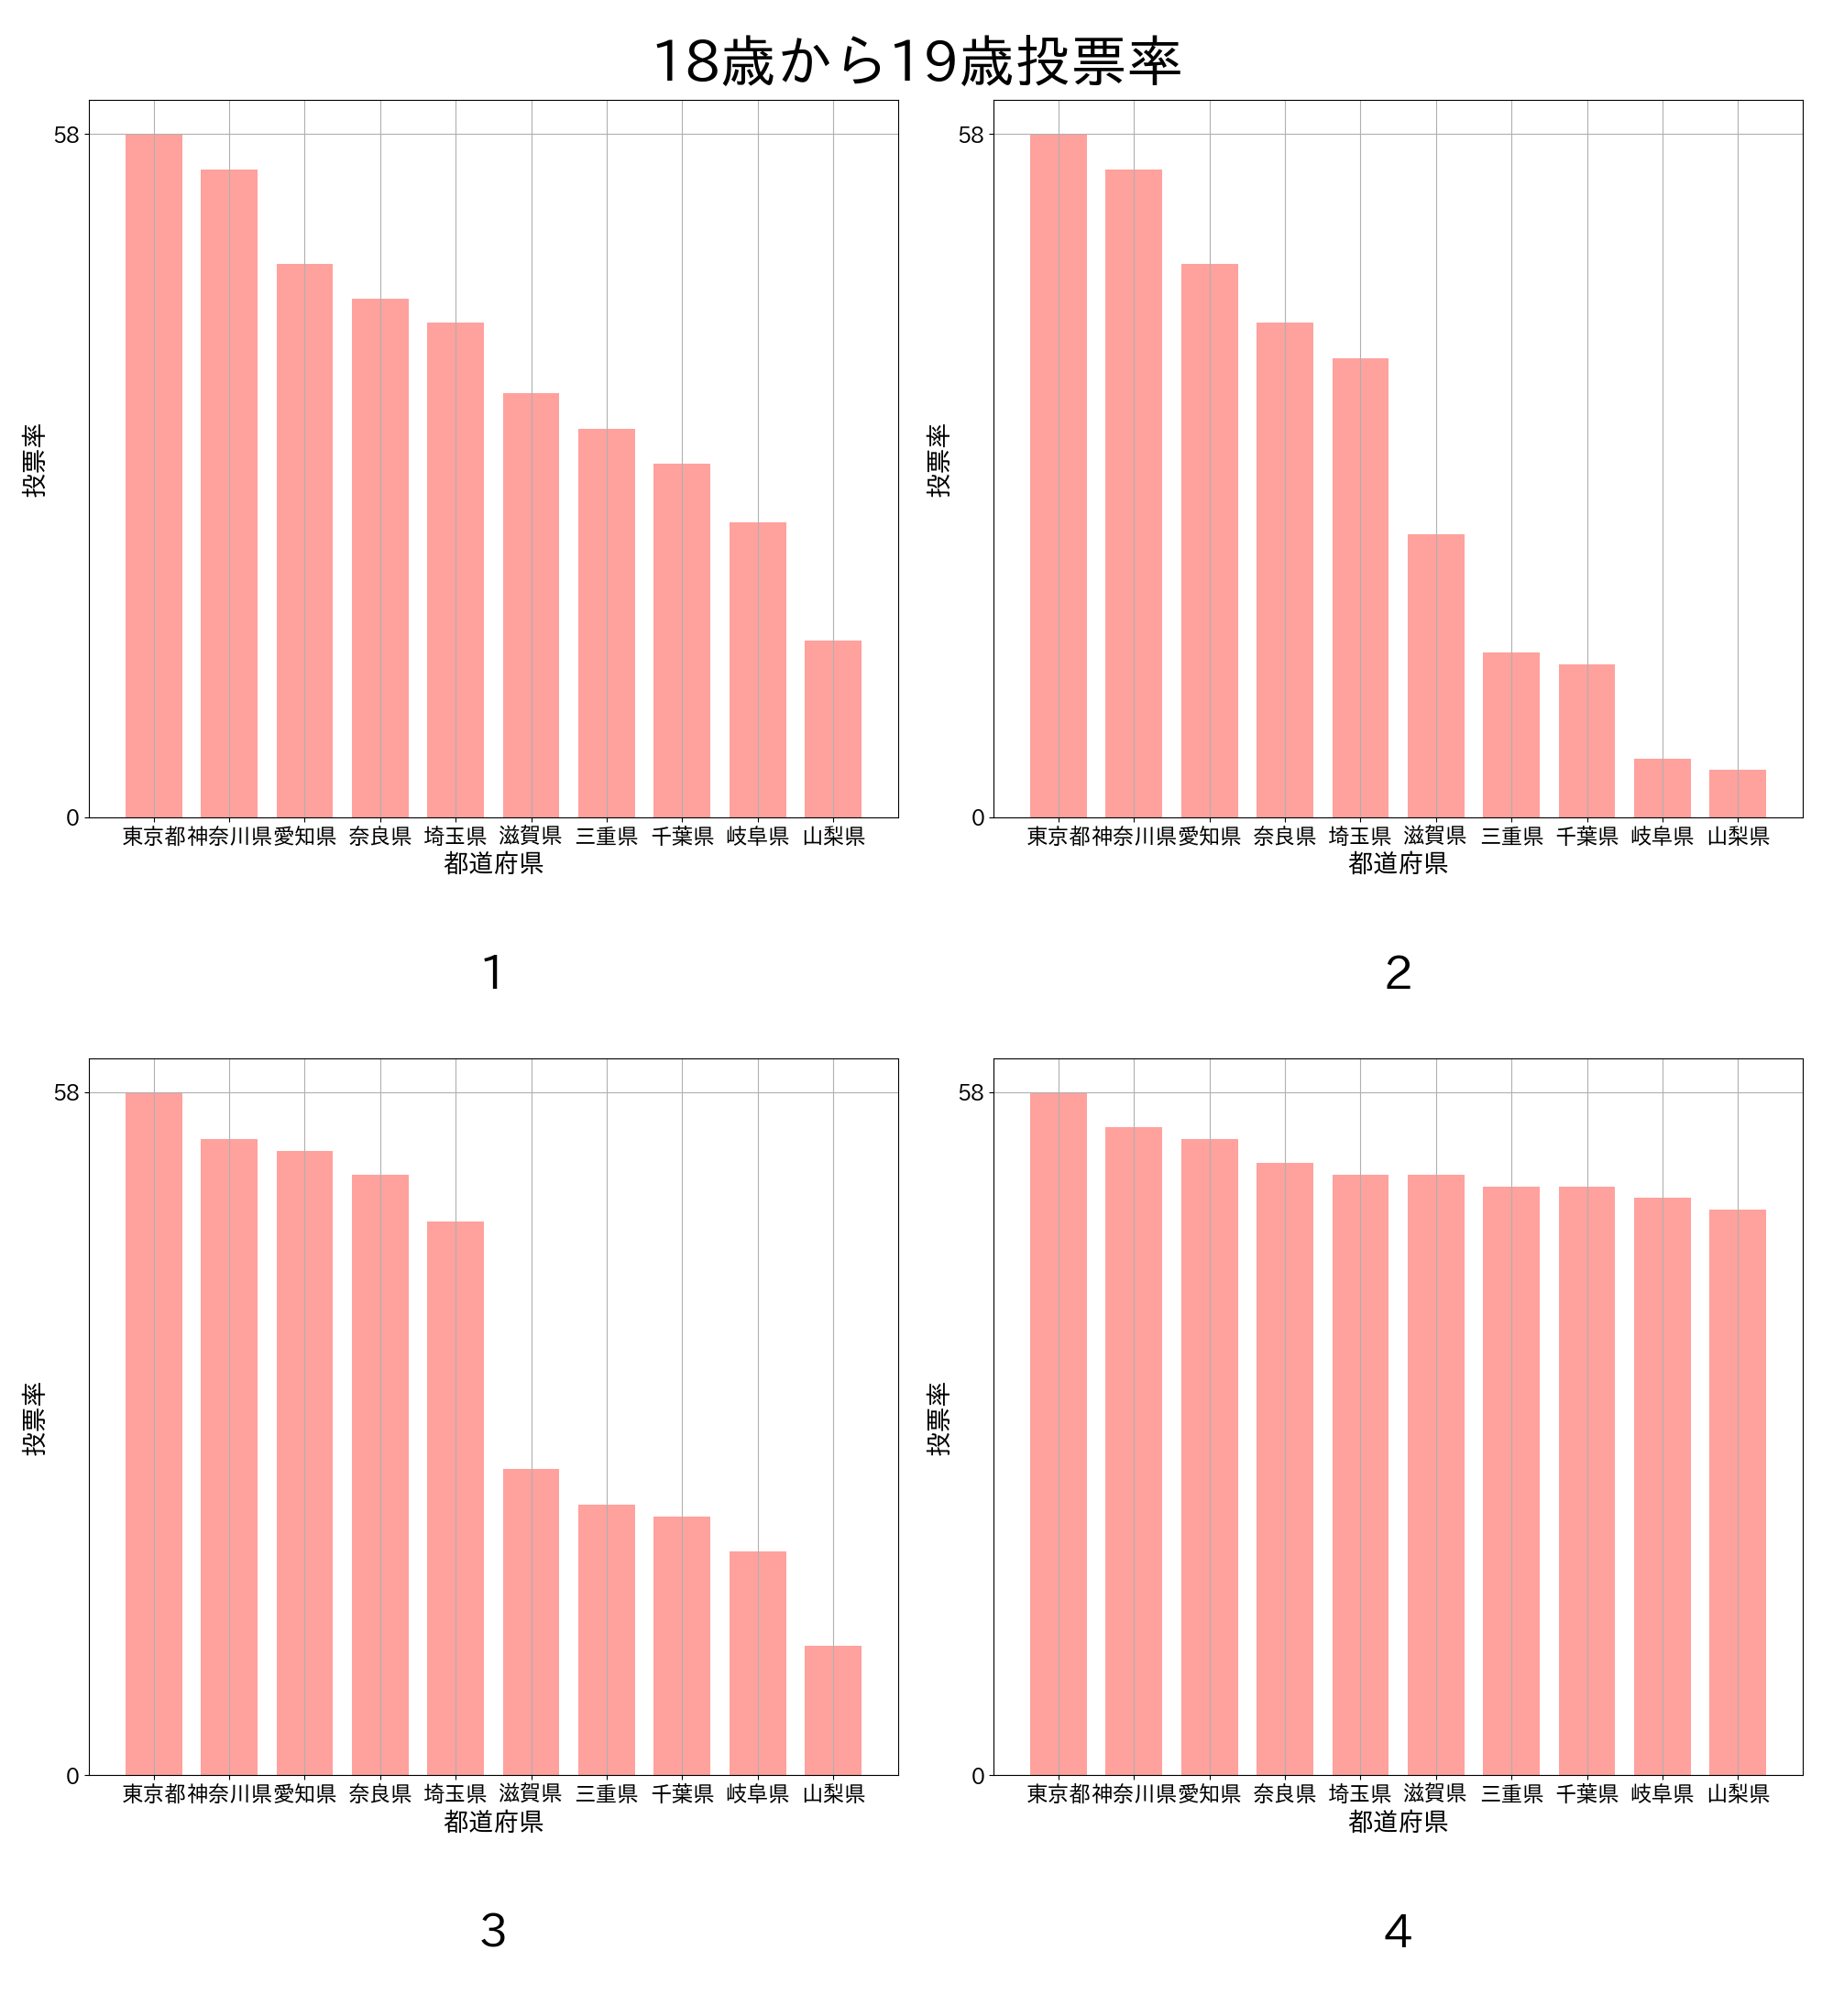 18歳から19歳投票率
58
0
投票率
東京都 神奈川県 愛知県 奈良県 埼玉県 滋賀県 三重県 千葉県 岐阜県 山梨県
都道府県
1
58
0
投票率
東京都 神奈川県 愛知県 奈良県 埼玉県 滋賀県 三重県 千葉県 岐阜県 山梨県
都道府県
2
58
0
投票率
東京都 神奈川県 愛知県 奈良県 埼玉県 滋賀県 三重県 千葉県 岐阜県 山梨県
都道府県
3
58
0
投票率
東京都 神奈川県 愛知県 奈良県 埼玉県 滋賀県 三重県 千葉県 岐阜県 山梨県
都道府県
4